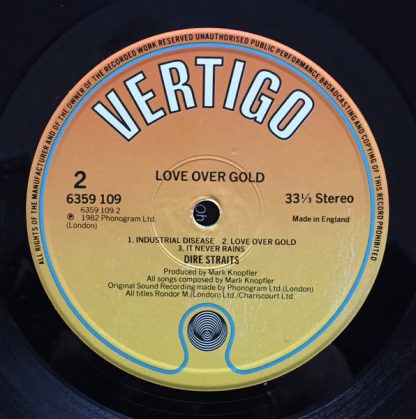 ALL RIGHTS OF THE MANUFACTURER AND OF THE OWNER OF THE RECORDED WORK RESERVED UNAUTHORISED PUBLIC PERFORMANCE BROADCASTING AND COPYING OF THIS RECORD PROHIBITED
VERTIGO
LOVE OVER GOLD
2
6359 109
6359 109.2
℗ 1982 Phonogram Ltd.
(London)
33⅓ Stereo
Made in England
1. INDUSTRIAL DISEASE 2. LOVE OVER GOLD
3. IT NEVER RAINS
DIRE STRAITS
Produced by Mark Knopfler
All songs composed by Mark Knopfler
Original Sound Recording made by Phonogram Ltd.(London)
All titles Rondor M.(London) Ltd./Chariscourt Ltd.